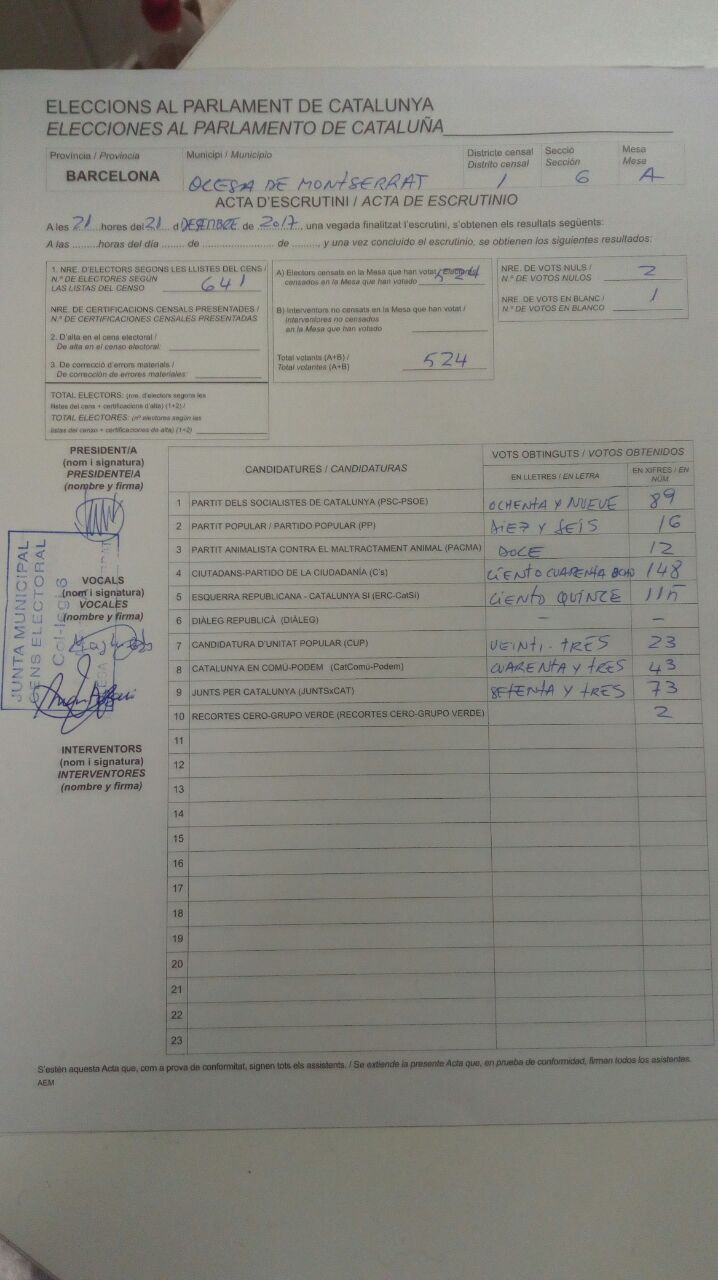 ELECCIONS AL PARLAMENT DE CATALUNYA
ELECCIONES AL PARLAMENTO DE CATALUÑA
Província / Provincia
BARCELONA
Municipi / Municipio
OLESA DE MONTSERRAT
Districte censal
Distrito censal
1
Secció
Sección
6
Mesa
Mesa
A
ACTA D'ESCRUTINI / ACTA DE ESCRUTINIO
A les 21 hores del 21 d DESEMBRE de 2017, una vegada finalitzat l'escrutini, s'obtenen els resultats següents:
A las ......... horas del día ........ de ......................... de ........., y una vez concluido el escrutinio, se obtienen los siguientes resultados:
1. NRE. D'ELECTORS SEGONS LES LLISTES DEL CENS /
N.º DE ELECTORES SEGÚN
LAS LISTAS DEL CENSO 641
NRE. DE CERTIFICACIONS CENSALS PRESENTADES /
N.º DE CERTIFICACIONES CENSALES PRESENTADAS
2. D'alta en el cens electoral /
De alta en el censo electoral:
3. De correcció d'errors materials /
De corrección de errores materiales:
TOTAL ELECTORS: (nre. d'electors segons les
llistes del cens + certificacions d'alta) (1+2) /
TOTAL ELECTORES: (nº electores según las
listas del censo + certificaciones de alta) (1+2)
A) Electors censats en la Mesa que han votat / Electores
censados en la Mesa que han votado 524
B) Interventors no censats en la Mesa que han votat /
Interventores no censados
en la Mesa que han votado
Total votants (A+B) /
Total votantes (A+B) 524
NRE. DE VOTS NULS /
N.º DE VOTOS NULOS 2
NRE. DE VOTS EN BLANC /
N.º DE VOTOS EN BLANCO 1
PRESIDENT/A
(nom i signatura)
PRESIDENTE/A
(nombre y firma)
JUNTA MUNICIPAL
CENS ELECTORAL
Col·legis
VOCALS
(nom i signatura)
VOCALES
(nombre y firma)
INTERVENTORS
(nom i signatura)
INTERVENTORES
(nombre y firma)
CANDIDATURES / CANDIDATURAS
VOTS OBTINGUTS / VOTOS OBTENIDOS
EN LLETRES / EN LETRA
EN XIFRES / EN
NÚM
1 PARTIT DELS SOCIALISTES DE CATALUNYA (PSC-PSOE) OCHENTA Y NUEVE 89
2 PARTIT POPULAR / PARTIDO POPULAR (PP) DIEZ Y SEIS 16
3 PARTIT ANIMALISTA CONTRA EL MALTRACTAMENT ANIMAL (PACMA) DOCE 12
4 CIUTADANS-PARTIDO DE LA CIUDADANÍA (C's) CIENTO CUARENTA OCHO 148
5 ESQUERRA REPUBLICANA - CATALUNYA SI (ERC-CatSí) CIENTO QUINCE 115
6 DIÀLEG REPUBLICÀ (DIÀLEG) – –
7 CANDIDATURA D'UNITAT POPULAR (CUP) VEINTI-TRES 23
8 CATALUNYA EN COMÚ-PODEM (CatComú-Podem) CUARENTA Y TRES 43
9 JUNTS PER CATALUNYA (JUNTSxCAT) SETENTA Y TRES 73
10 RECORTES CERO-GRUPO VERDE (RECORTES CERO-GRUPO VERDE) 2
11
12
13
14
15
16
17
18
19
20
21
22
23
S'estén aquesta Acta que, com a prova de conformitat, signen tots els assistents. / Se extiende la presente Acta que, en prueba de conformidad, firman todos los asistentes.
AEM